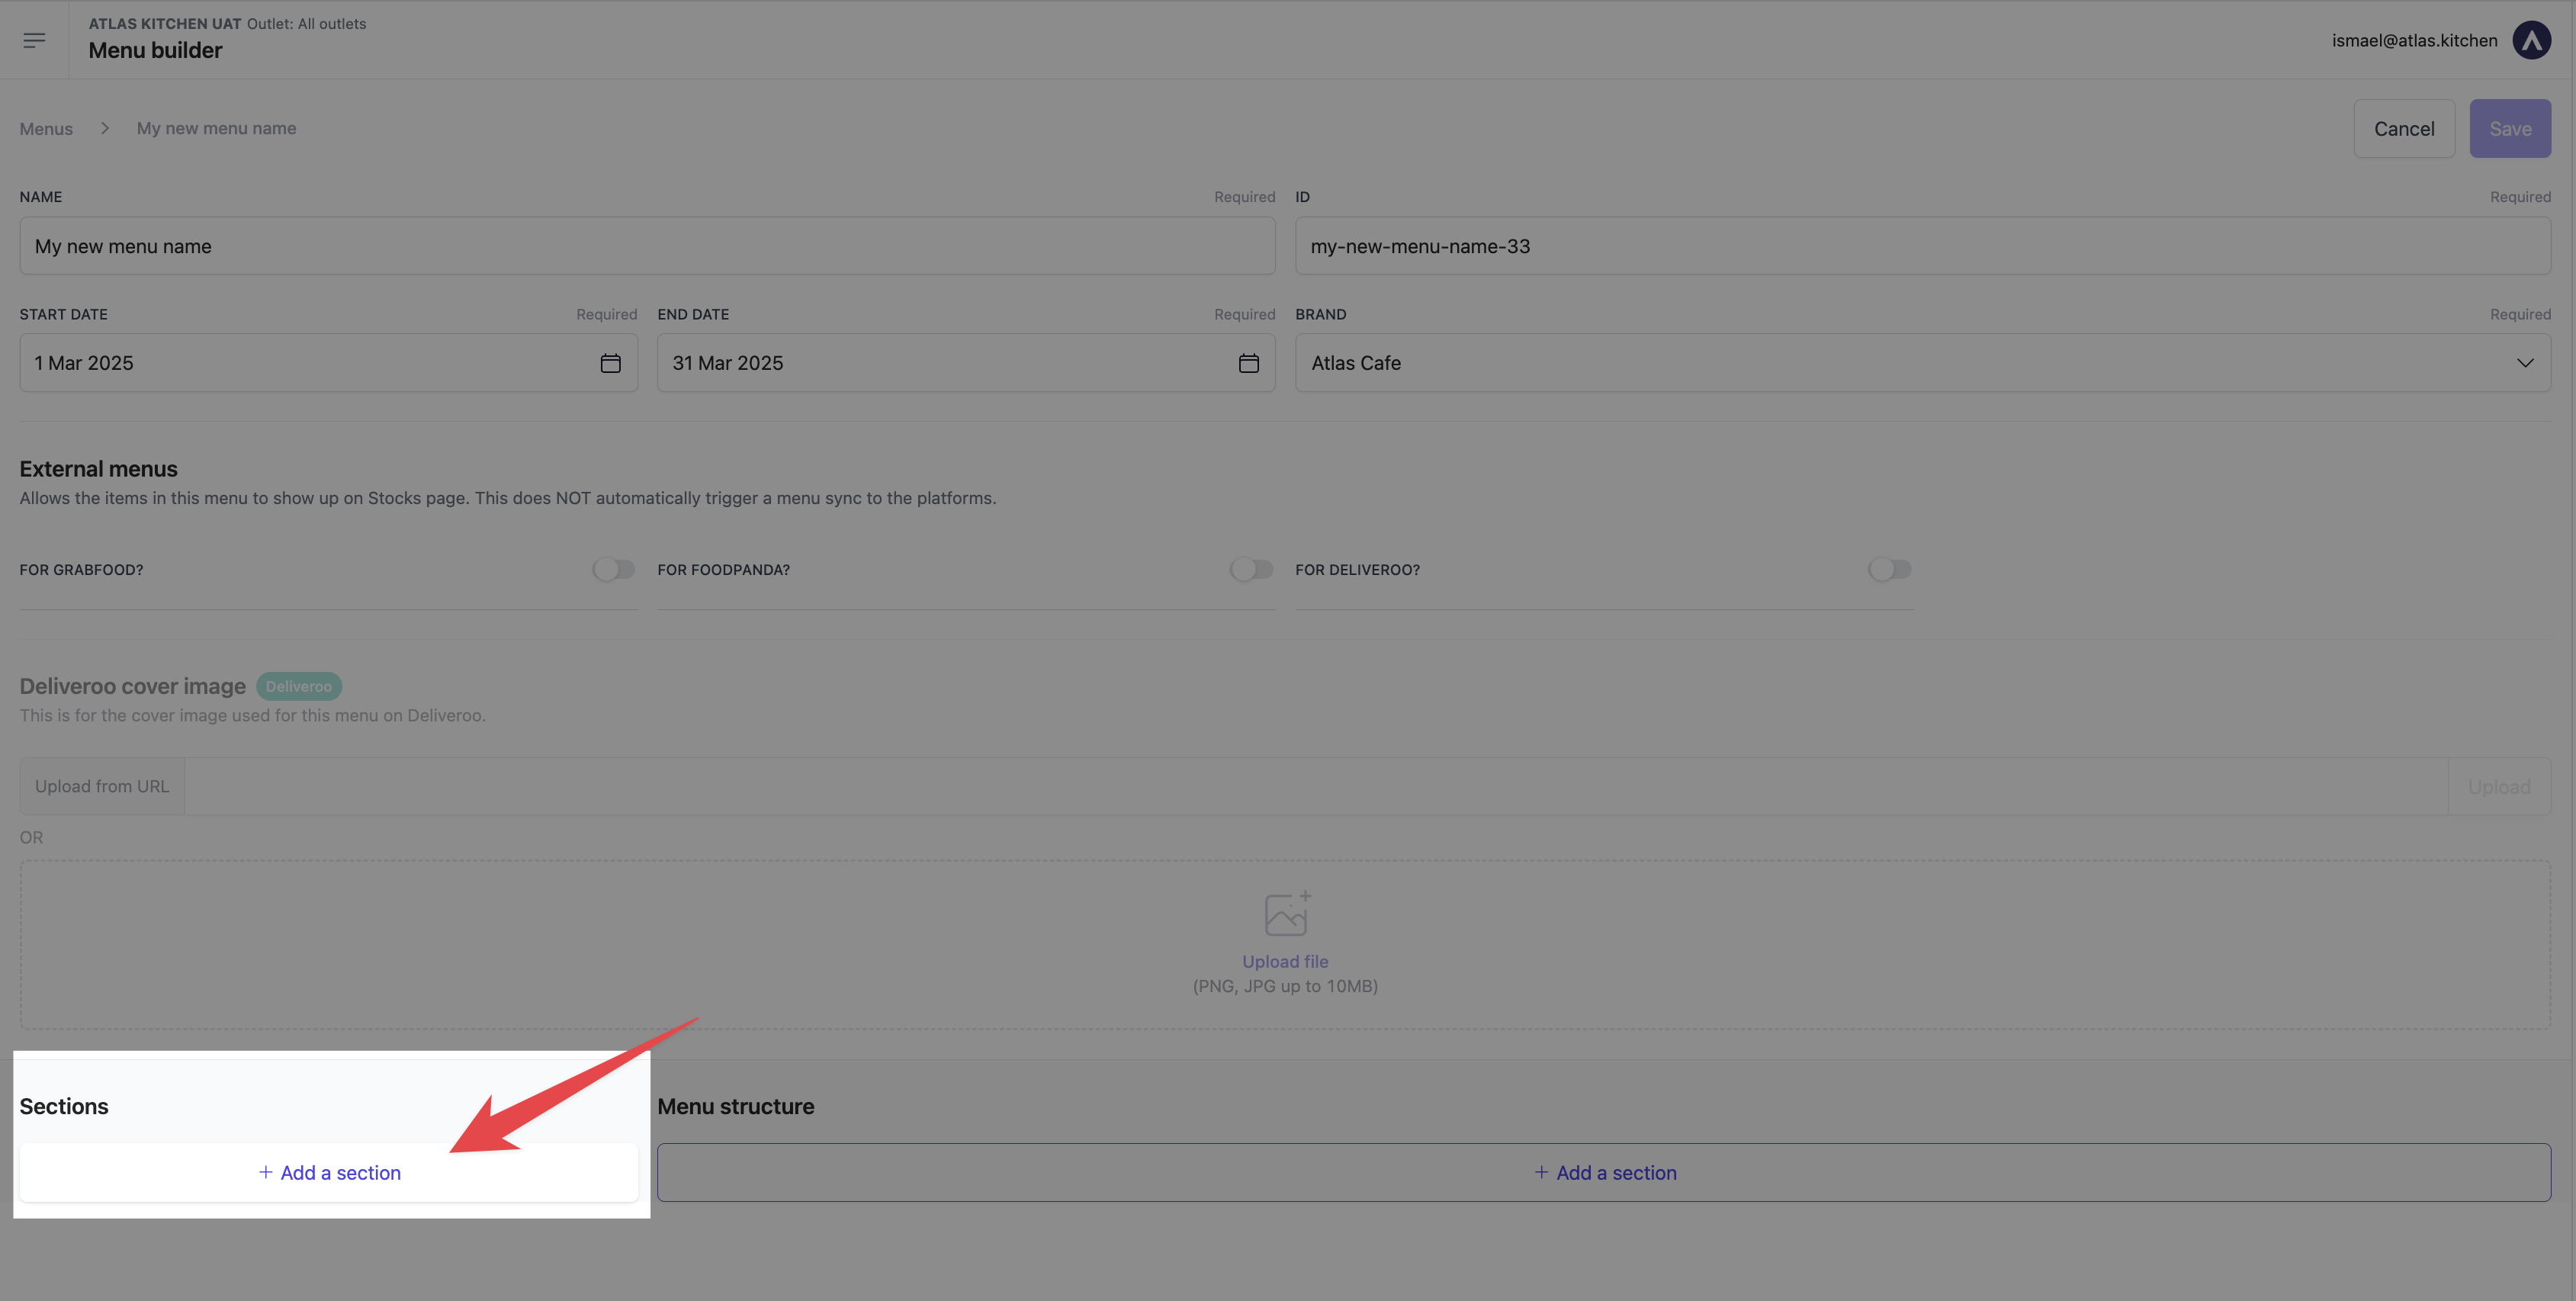 ATLAS KITCHEN UAT Outlet: All outlets
Menu builder
ismael@atlas.kitchen
Menus
My new menu name
Cancel
Save
NAME
Required
ID
Required
My new menu name
my-new-menu-name-33
START DATE
Required
END DATE
Required
BRAND
Required
1 Mar 2025
31 Mar 2025
Atlas Cafe
External menus
Allows the items in this menu to show up on Stocks page. This does NOT automatically trigger a menu sync to the platforms.
FOR GRABFOOD?
FOR FOODPANDA?
FOR DELIVEROO?
Deliveroo cover image
Deliveroo
This is for the cover image used for this menu on Deliveroo.
Upload from URL
Upload
OR
Upload file
(PNG, JPG up to 10MB)
Sections
Menu structure
+ Add a section
+ Add a section